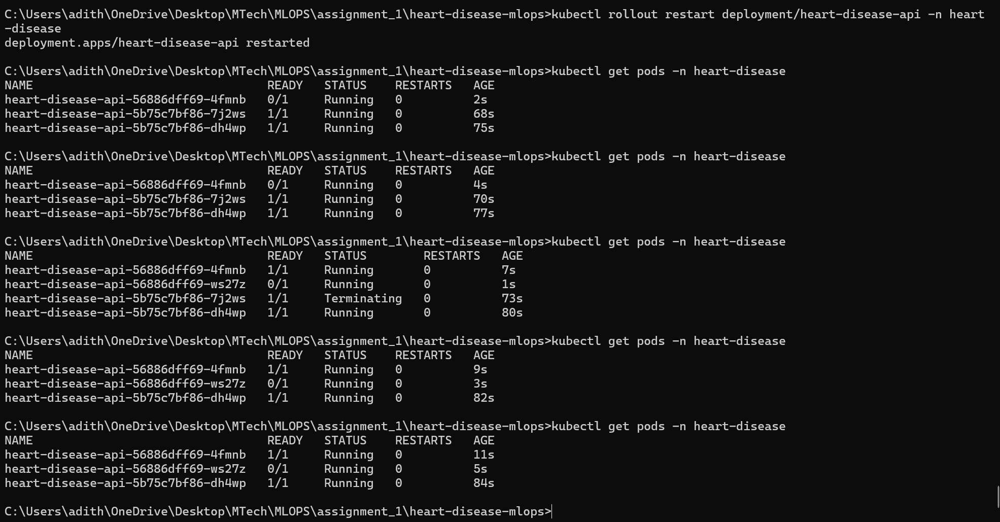 C:\Users\adith\OneDrive\Desktop\MTech\MLOPS\assignment_1\heart-disease-mlops>kubectl rollout restart deployment/heart-disease-api -n heart
-disease
deployment.apps/heart-disease-api restarted
C:\Users\adith\OneDrive\Desktop\MTech\MLOPS\assignment_1\heart-disease-mlops>kubectl get pods -n heart-disease
NAME READY STATUS RESTARTS AGE
heart-disease-api-56886dff69-4fmnb 0/1 Running 0 2s
heart-disease-api-5b75c7bf86-7j2ws 1/1 Running 0 68s
heart-disease-api-5b75c7bf86-dh4wp 1/1 Running 0 75s
C:\Users\adith\OneDrive\Desktop\MTech\MLOPS\assignment_1\heart-disease-mlops>kubectl get pods -n heart-disease
NAME READY STATUS RESTARTS AGE
heart-disease-api-56886dff69-4fmnb 0/1 Running 0 4s
heart-disease-api-5b75c7bf86-7j2ws 1/1 Running 0 70s
heart-disease-api-5b75c7bf86-dh4wp 1/1 Running 0 77s
C:\Users\adith\OneDrive\Desktop\MTech\MLOPS\assignment_1\heart-disease-mlops>kubectl get pods -n heart-disease
NAME READY STATUS RESTARTS AGE
heart-disease-api-56886dff69-4fmnb 1/1 Running 0 7s
heart-disease-api-56886dff69-ws27z 0/1 Running 0 1s
heart-disease-api-5b75c7bf86-7j2ws 1/1 Terminating 0 73s
heart-disease-api-5b75c7bf86-dh4wp 1/1 Running 0 80s
C:\Users\adith\OneDrive\Desktop\MTech\MLOPS\assignment_1\heart-disease-mlops>kubectl get pods -n heart-disease
NAME READY STATUS RESTARTS AGE
heart-disease-api-56886dff69-4fmnb 1/1 Running 0 9s
heart-disease-api-56886dff69-ws27z 0/1 Running 0 3s
heart-disease-api-5b75c7bf86-dh4wp 1/1 Running 0 82s
C:\Users\adith\OneDrive\Desktop\MTech\MLOPS\assignment_1\heart-disease-mlops>kubectl get pods -n heart-disease
NAME READY STATUS RESTARTS AGE
heart-disease-api-56886dff69-4fmnb 1/1 Running 0 11s
heart-disease-api-56886dff69-ws27z 0/1 Running 0 5s
heart-disease-api-5b75c7bf86-dh4wp 1/1 Running 0 84s
C:\Users\adith\OneDrive\Desktop\MTech\MLOPS\assignment_1\heart-disease-mlops>